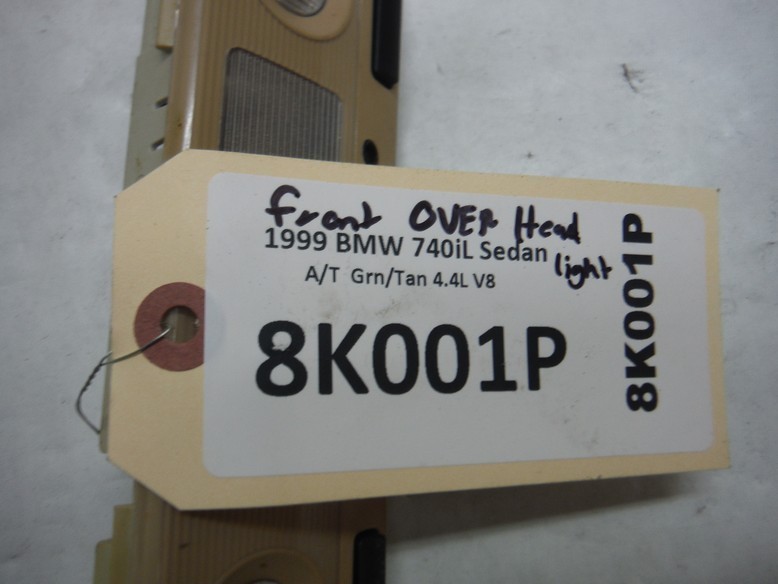 front OVER Head
light
1999 BMW 740iL Sedan
A/T Grn/Tan 4.4L V8
8K001P
8K001P